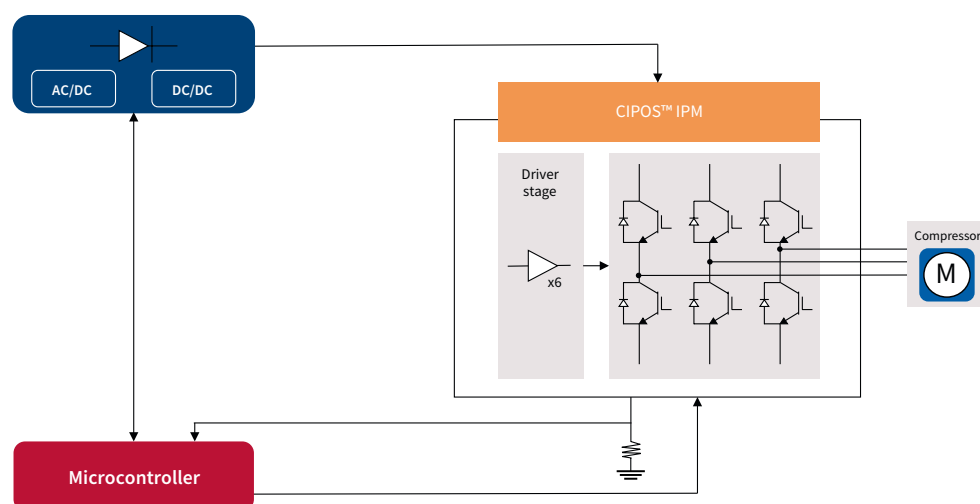 AC/DC
DC/DC
CIPOS™ IPM
Driver
stage
x6
Compressor
M
Microcontroller